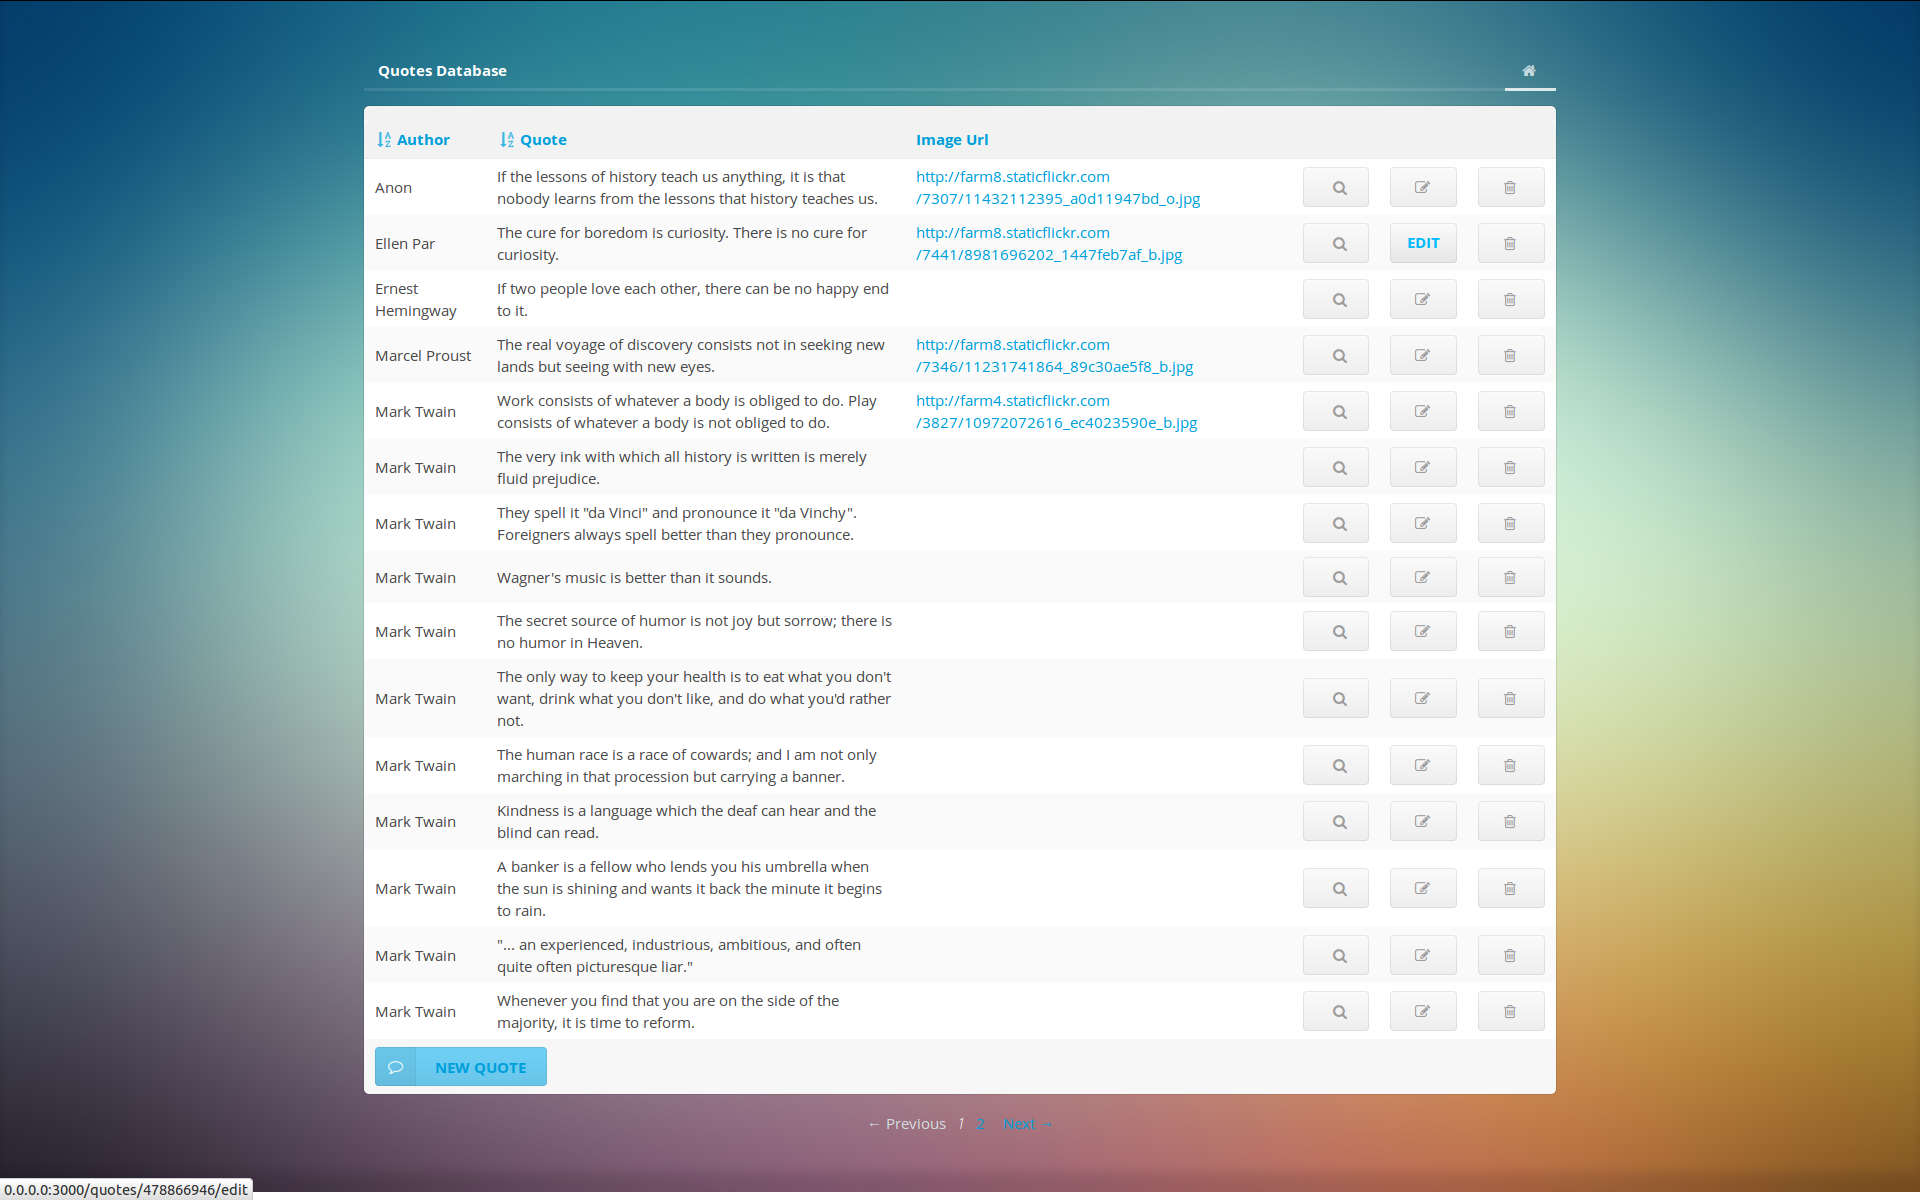 Quotes Database
Author Quote Image Url
Anon
If the lessons of history teach us anything, it is that
nobody learns from the lessons that history teaches us.
http://farm8.staticflickr.com
/7307/11432112395_a0d11947bd_o.jpg
Ellen Par
The cure for boredom is curiosity. There is no cure for
curiosity.
http://farm8.staticflickr.com
/7441/8981696202_1447feb7af_b.jpg
EDIT
Ernest
Hemingway
If two people love each other, there can be no happy end
to it.
Marcel Proust
The real voyage of discovery consists not in seeking new
lands but seeing with new eyes.
http://farm8.staticflickr.com
/7346/11231741864_89c30ae5f8_b.jpg
Mark Twain
Work consists of whatever a body is obliged to do. Play
consists of whatever a body is not obliged to do.
http://farm4.staticflickr.com
/3827/10972072616_ec4023590e_b.jpg
Mark Twain
The very ink with which all history is written is merely
fluid prejudice.
Mark Twain
They spell it "da Vinci" and pronounce it "da Vinchy".
Foreigners always spell better than they pronounce.
Mark Twain
Wagner's music is better than it sounds.
Mark Twain
The secret source of humor is not joy but sorrow; there is
no humor in Heaven.
Mark Twain
The only way to keep your health is to eat what you don't
want, drink what you don't like, and do what you'd rather
not.
Mark Twain
The human race is a race of cowards; and I am not only
marching in that procession but carrying a banner.
Mark Twain
Kindness is a language which the deaf can hear and the
blind can read.
Mark Twain
A banker is a fellow who lends you his umbrella when
the sun is shining and wants it back the minute it begins
to rain.
Mark Twain
"... an experienced, industrious, ambitious, and often
quite often picturesque liar."
Mark Twain
Whenever you find that you are on the side of the
majority, it is time to reform.
NEW QUOTE
← Previous 1 2 Next →
0.0.0.0:3000/quotes/478866946/edit